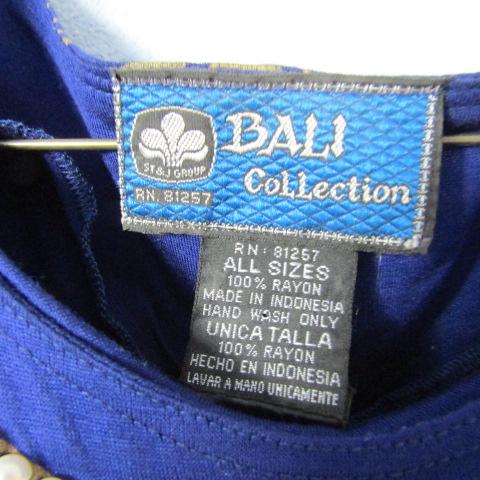 BALI
Collection
ST & J GROUP
RN. 81257
RN: 81257
ALL SIZES
100% RAYON
MADE IN INDONESIA
HAND WASH ONLY
UNICA TALLA
100% RAYON
HECHO EN INDONESIA
LAVAR A MANO UNICAMENTE